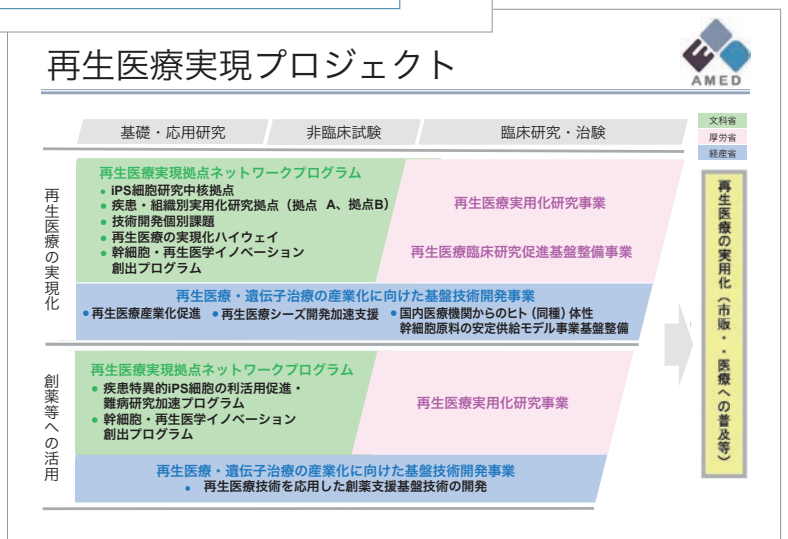 再生医療実現プロジェクト
AMED
基礎・応用研究
非臨床試験
臨床研究・治験
文科省
厚労省
経産省
再生医療の実現化
再生医療実現拠点ネットワークプログラム
● iPS細胞研究中核拠点
● 疾患・組織別実用化研究拠点（拠点 A、拠点B）
● 技術開発個別課題
● 再生医療の実現化ハイウェイ
● 幹細胞・再生医学イノベーション
創出プログラム
再生医療実用化研究事業
再生医療臨床研究促進基盤整備事業
再生医療・遺伝子治療の産業化に向けた基盤技術開発事業
●再生医療産業化促進 ●再生医療シーズ開発加速支援 ●国内医療機関からのヒト（同種）体性
幹細胞原料の安定供給モデル事業基盤整備
創薬等への活用
再生医療実現拠点ネットワークプログラム
● 疾患特異的iPS細胞の利活用促進・
難病研究加速プログラム
● 幹細胞・再生医学イノベーション
創出プログラム
再生医療実用化研究事業
再生医療・遺伝子治療の産業化に向けた基盤技術開発事業
● 再生医療技術を応用した創薬支援基盤技術の開発
再生医療の実用化（市販・・医療への普及等）